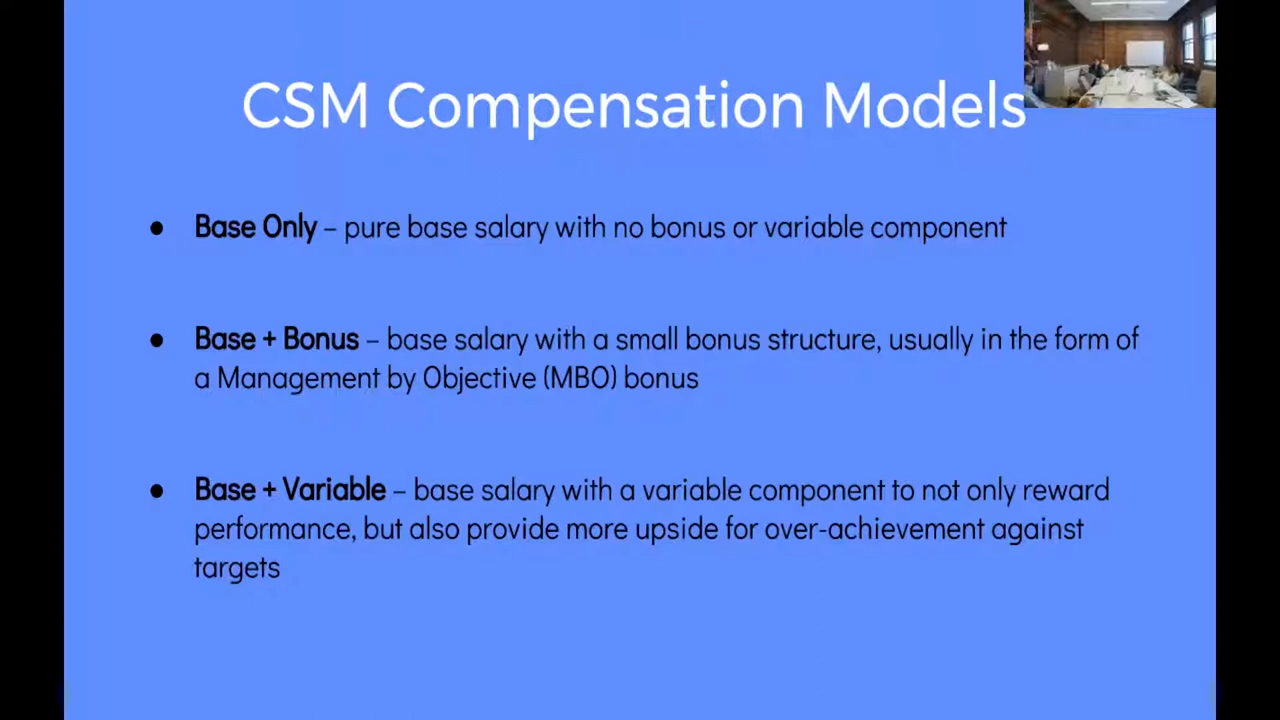 CSM Compensation Models
● Base Only – pure base salary with no bonus or variable component
● Base + Bonus – base salary with a small bonus structure, usually in the form of
a Management by Objective (MBO) bonus
● Base + Variable – base salary with a variable component to not only reward
performance, but also provide more upside for over-achievement against
targets